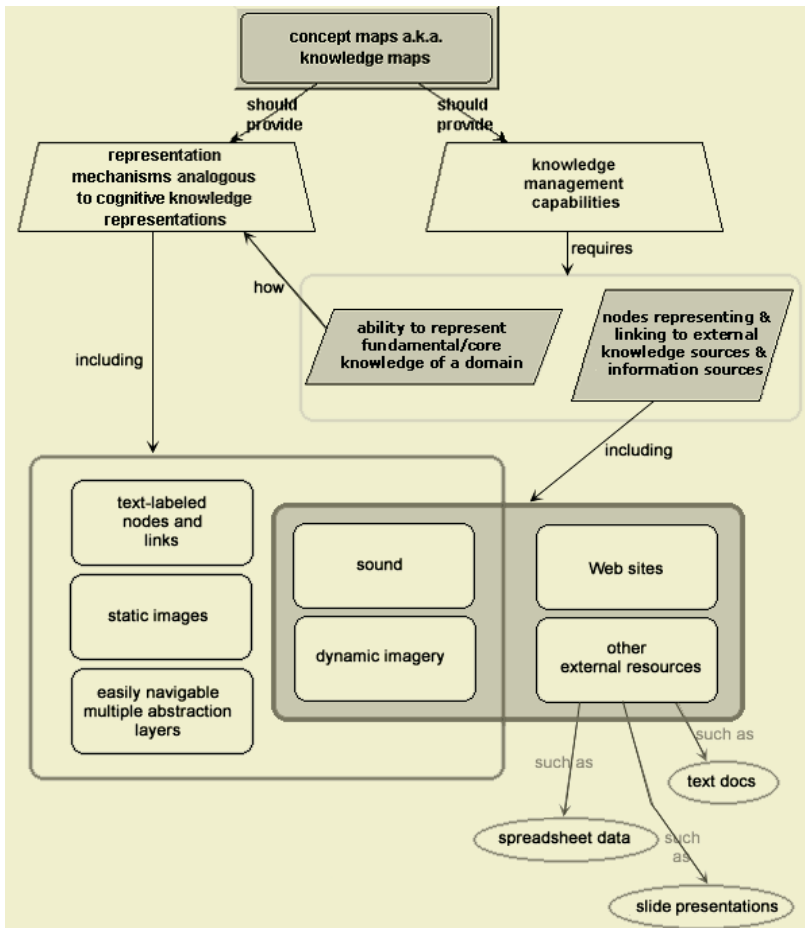 concept maps a.k.a.
knowledge maps
should
provide
should
provide
representation
mechanisms analogous
to cognitive knowledge
representations
knowledge
management
capabilities
requires
how
ability to represent
fundamental/core
knowledge of a domain
nodes representing &
linking to external
knowledge sources &
information sources
including
including
text-labeled
nodes and
links
static images
easily navigable
multiple abstraction
layers
sound
dynamic imagery
Web sites
other
external resources
such as
such as
such
as
text docs
spreadsheet data
slide presentations